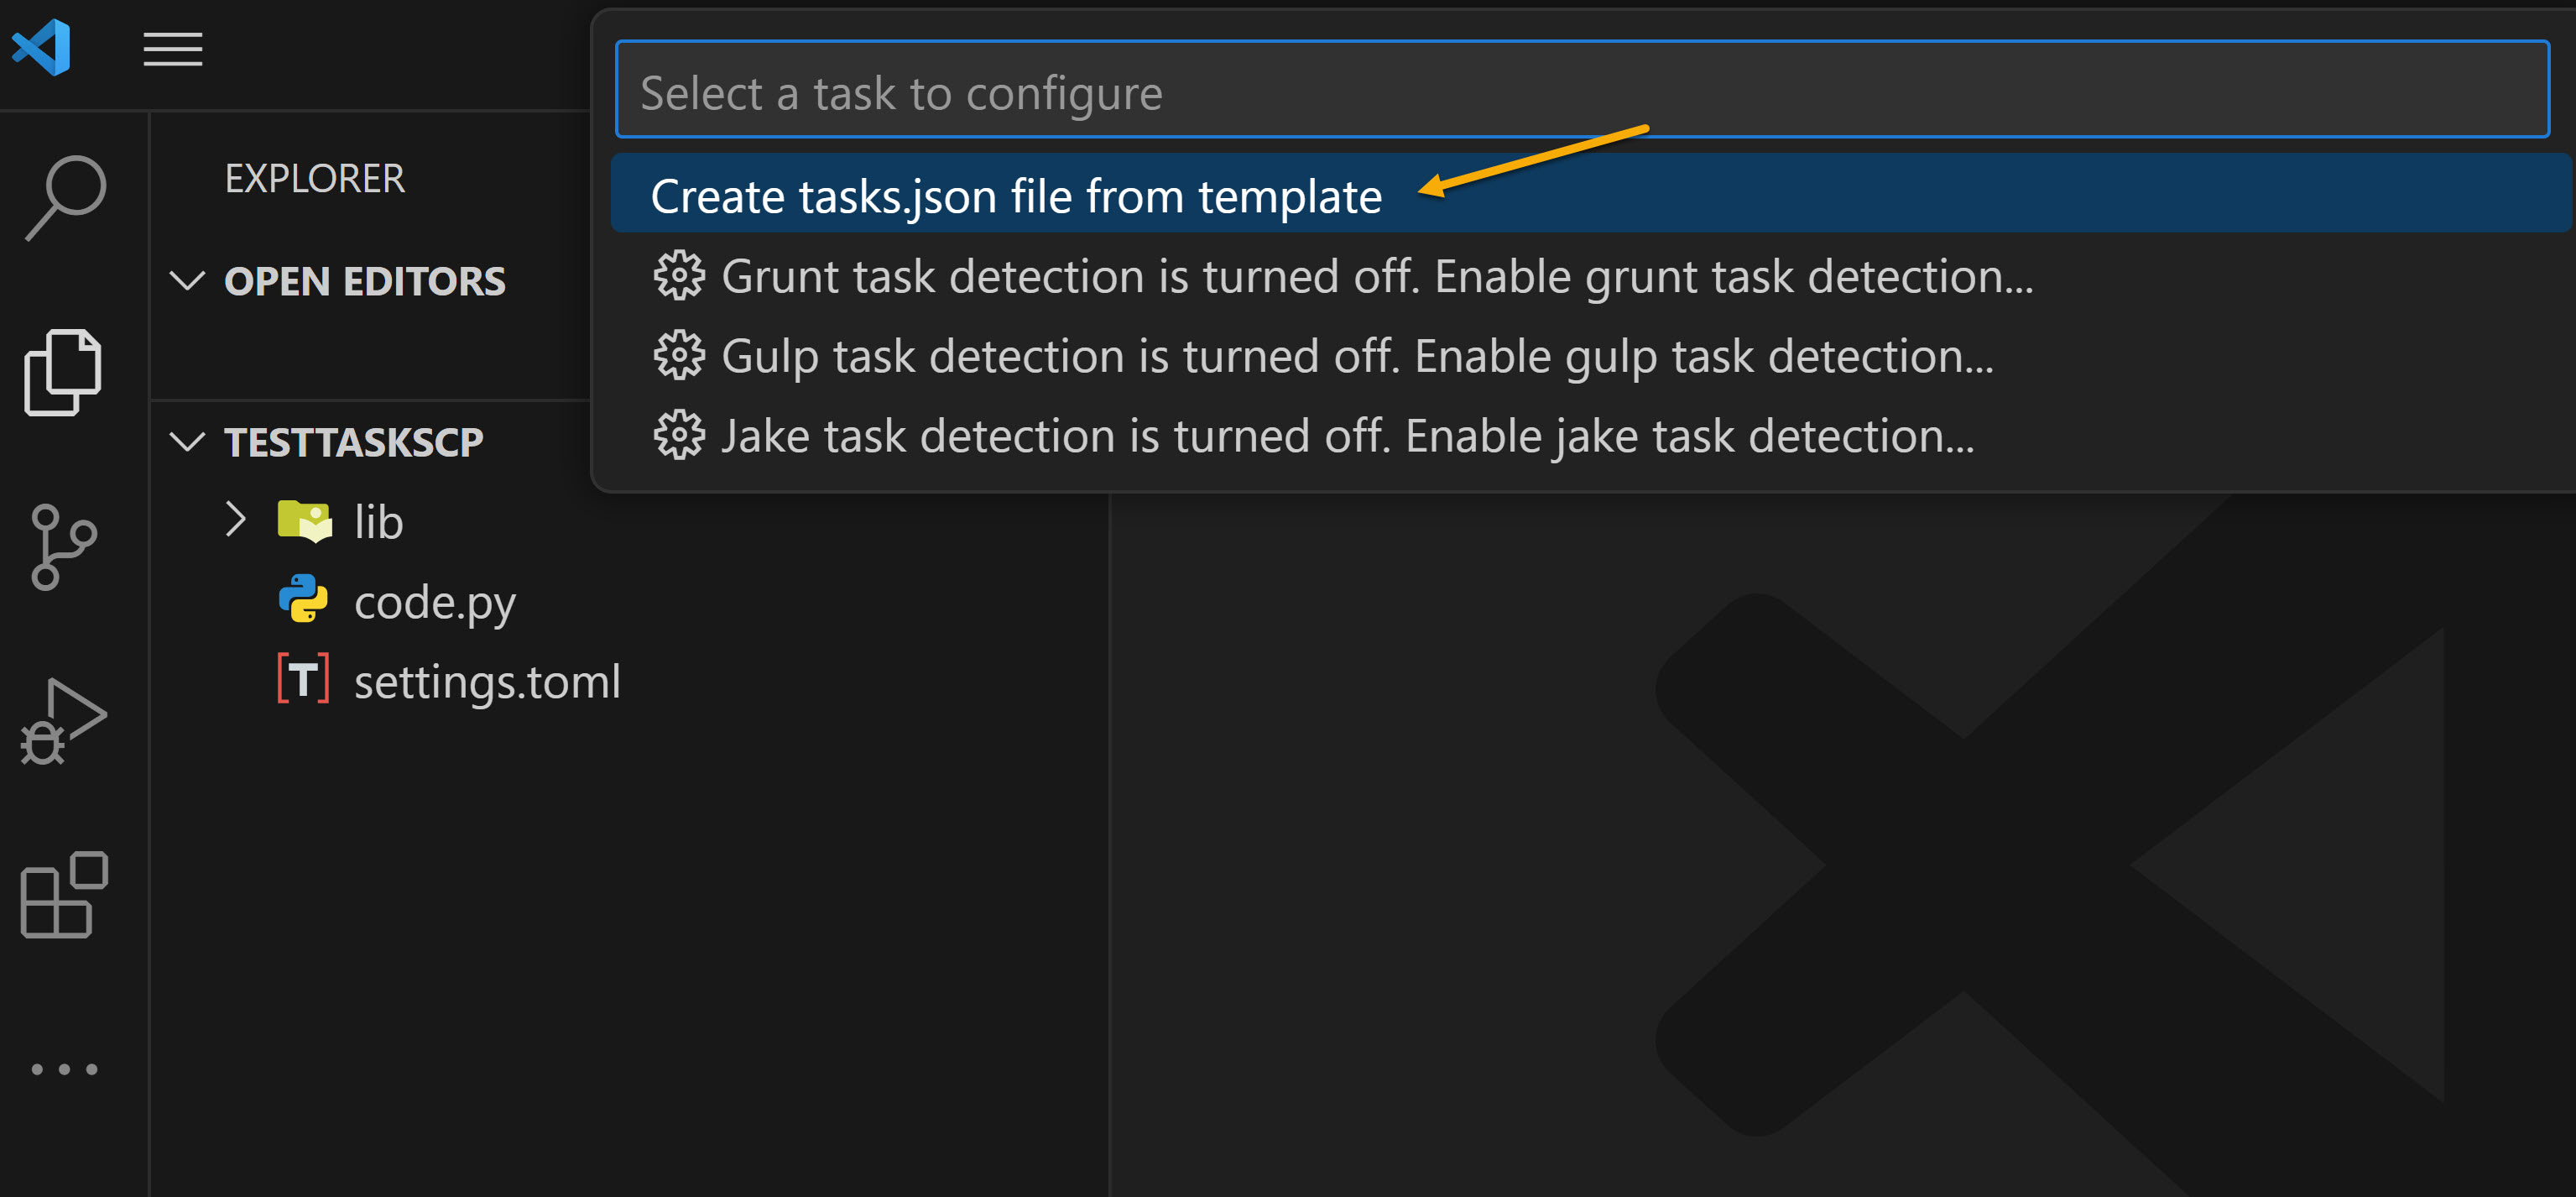 Select a task to configure
Create tasks.json file from template
Grunt task detection is turned off. Enable grunt task detection...
Gulp task detection is turned off. Enable gulp task detection...
Jake task detection is turned off. Enable jake task detection...
EXPLORER
OPEN EDITORS
TESTTASKSCP
lib
code.py
[T] settings.toml